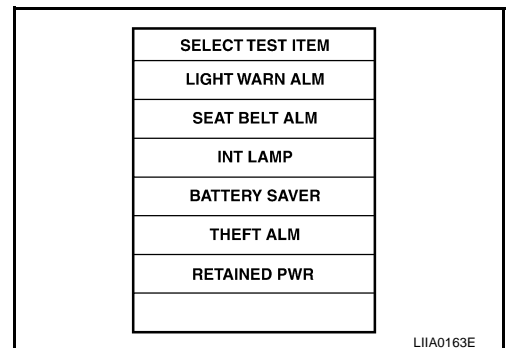 SELECT TEST ITEM
LIGHT WARN ALM
SEAT BELT ALM
INT LAMP
BATTERY SAVER
THEFT ALM
RETAINED PWR
LIIA0163E